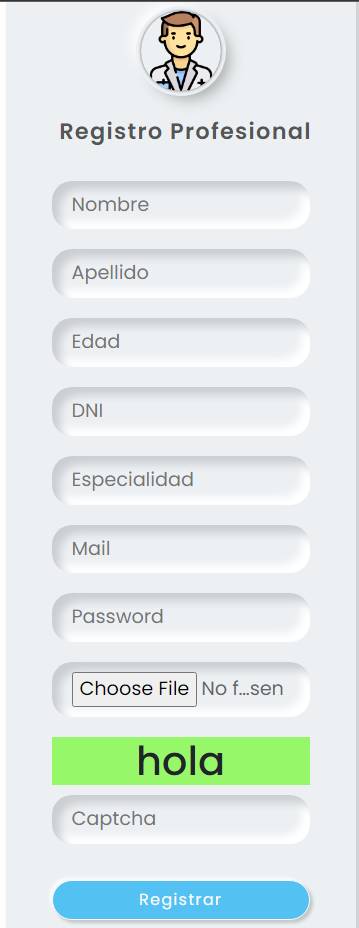 Registro Profesional
Nombre
Apellido
Edad
DNI
Especialidad
Mail
Password
Choose File No f...sen
hola
Captcha
Registrar